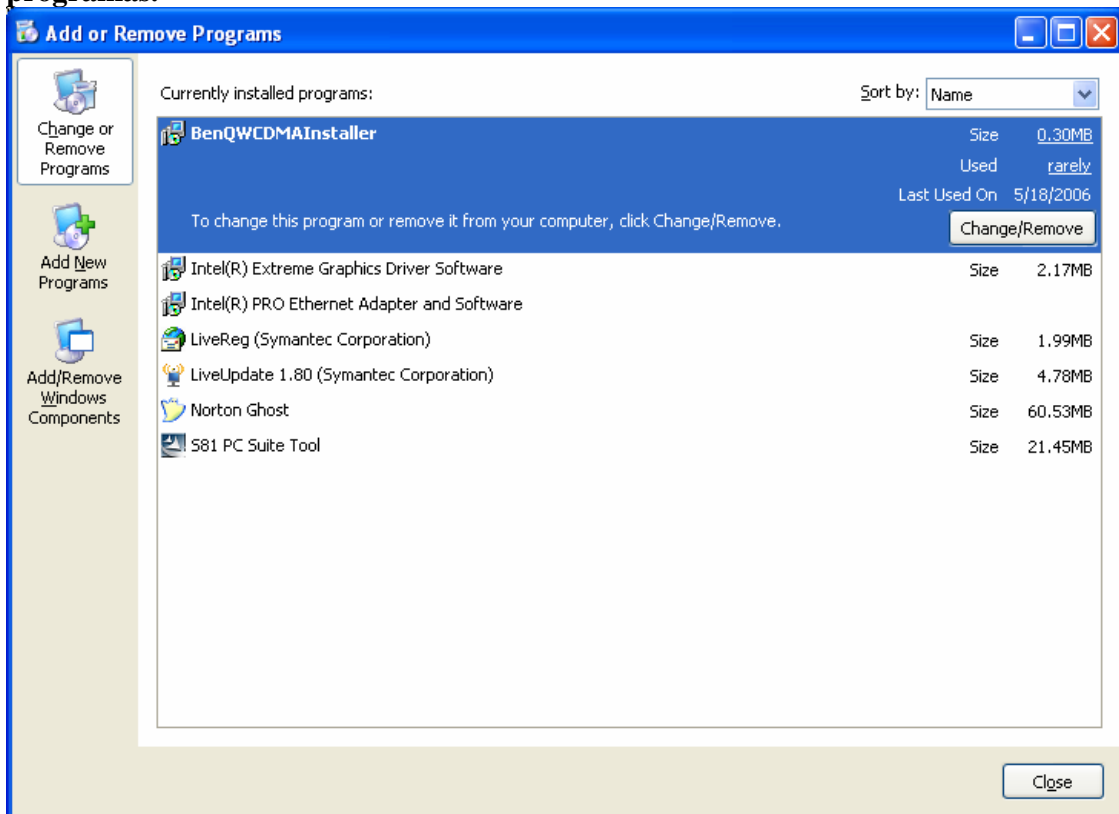 programas.
Add or Remove Programs
Change or Remove Programs
Add New Programs
Add/Remove Windows Components
Currently installed programs:
Sort by: Name
BenQWCDMAInstaller Size 0.30MB
Used rarely
Last Used On 5/18/2006
To change this program or remove it from your computer, click Change/Remove. Change/Remove
Intel(R) Extreme Graphics Driver Software Size 2.17MB
Intel(R) PRO Ethernet Adapter and Software
LiveReg (Symantec Corporation) Size 1.99MB
LiveUpdate 1.80 (Symantec Corporation) Size 4.78MB
Norton Ghost Size 60.53MB
S81 PC Suite Tool Size 21.45MB
Close